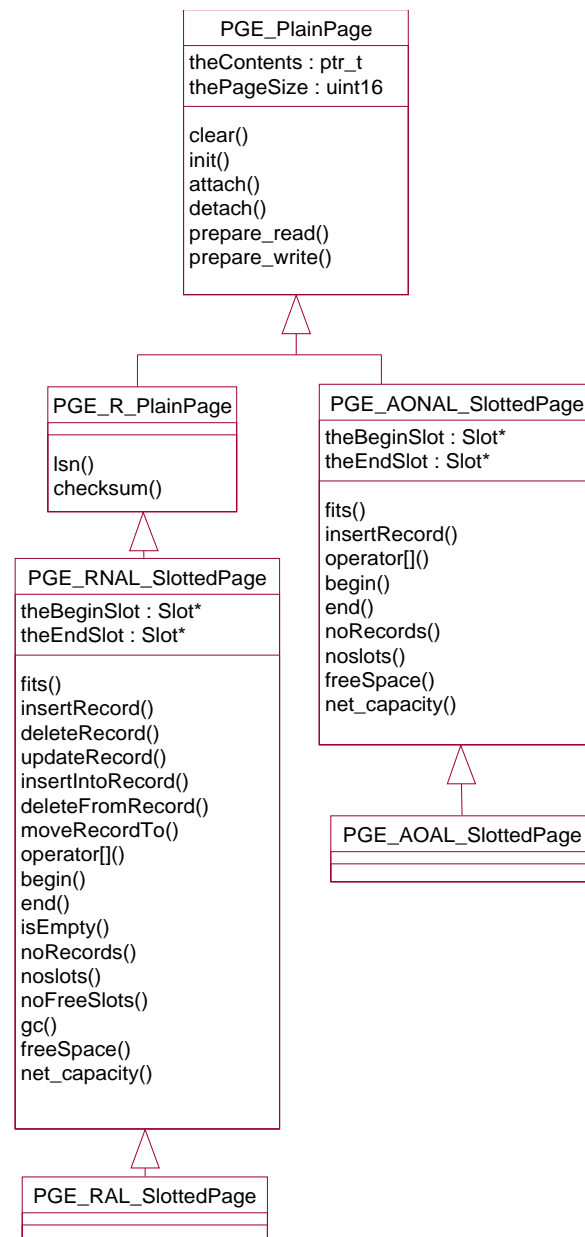 PGE_PlainPage
theContents : ptr_t
thePageSize : uint16
clear()
init()
attach()
detach()
prepare_read()
prepare_write()
PGE_R_PlainPage
lsn()
checksum()
PGE_AONAL_SlottedPage
theBeginSlot : Slot*
theEndSlot : Slot*
fits()
insertRecord()
operator[]()
begin()
end()
noRecords()
noslots()
freeSpace()
net_capacity()
PGE_RNAL_SlottedPage
theBeginSlot : Slot*
theEndSlot : Slot*
fits()
insertRecord()
deleteRecord()
updateRecord()
insertIntoRecord()
deleteFromRecord()
moveRecordTo()
operator[]()
begin()
end()
isEmpty()
noRecords()
noslots()
noFreeSlots()
gc()
freeSpace()
net_capacity()
PGE_AOAL_SlottedPage
PGE_RAL_SlottedPage